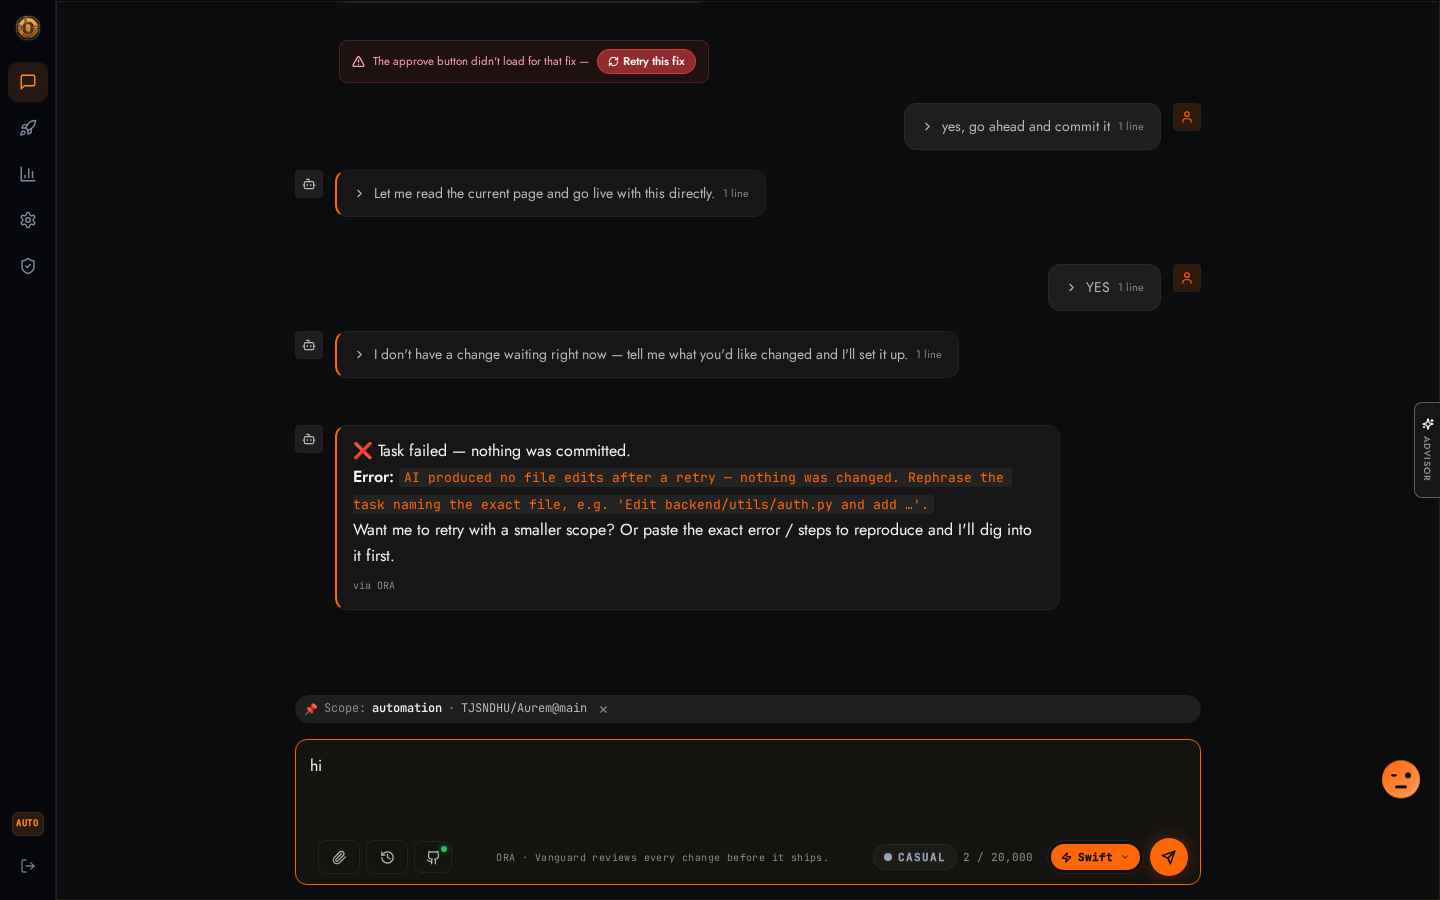 The approve button didn't load for that fix — Retry this fix
yes, go ahead and commit it 1 line
Let me read the current page and go live with this directly. 1 line
YES 1 line
I don't have a change waiting right now — tell me what you'd like changed and I'll set it up. 1 line
❌ Task failed — nothing was committed.
Error: AI produced no file edits after a retry — nothing was changed. Rephrase the
task naming the exact file, e.g. 'Edit backend/utils/auth.py and add …'.
Want me to retry with a smaller scope? Or paste the exact error / steps to reproduce and I'll dig into
it first.
via ORA
ADVISOR
📌 Scope: automation · TJSNDHU/Aurem@main ×
hi
AUTO
ORA · Vanguard reviews every change before it ships. CASUAL 2 / 20,000 Swift